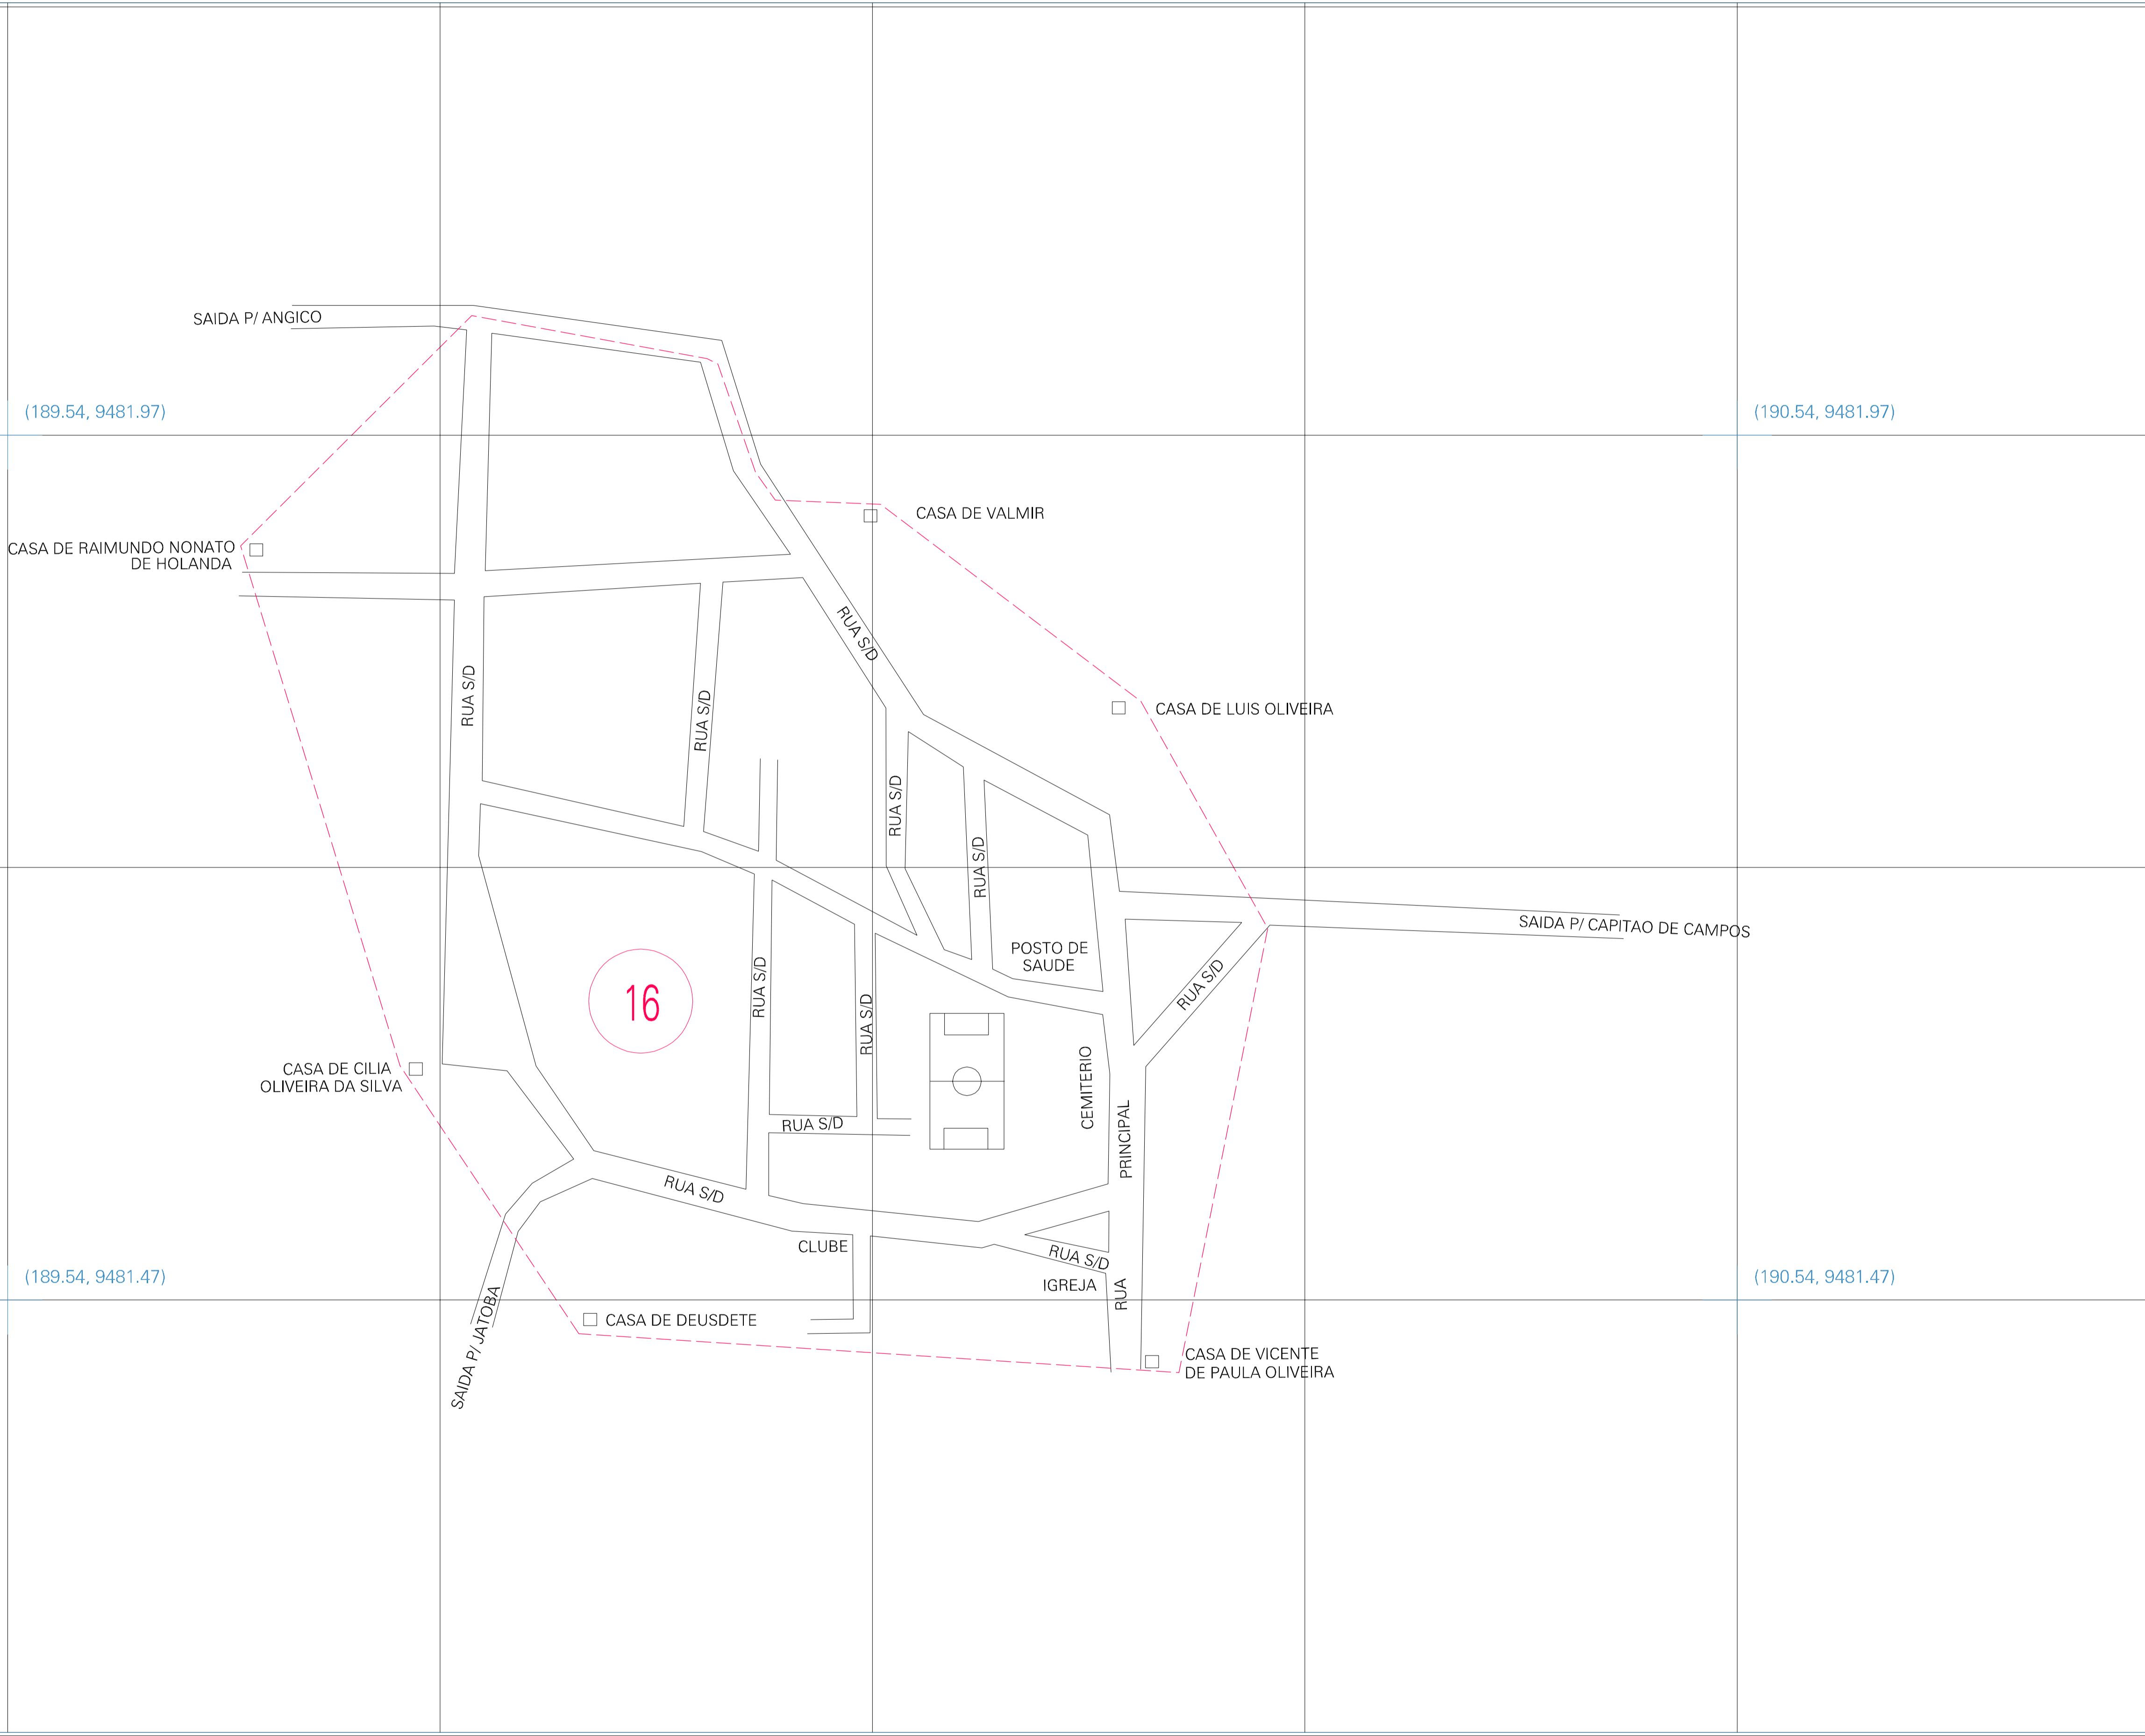 SAIDA P/ ANGICO
(189.54, 9481.97)
(190.54, 9481.97)
CASA DE VALMIR
CASA DE RAIMUNDO NONATO
DE HOLANDA
RUA S/D
RUA S/D
RUA S/D
CASA DE LUIS OLIVEIRA
RUA S/D
RUA S/D
SAIDA P/ CAPITAO DE CAMPOS
POSTO DE
SAUDE
RUA S/D
RUA S/D
16
RUA S/D
CASA DE CILIA
OLIVEIRA DA SILVA
CEMITERIO
RUA S/D
PRINCIPAL
RUA S/D
CLUBE
RUA S/D
(189.54, 9481.47)
(190.54, 9481.47)
IGREJA
RUA
CASA DE DEUSDETE
SAIDA P/ JATOBA
CASA DE VICENTE
DE PAULA OLIVEIRA